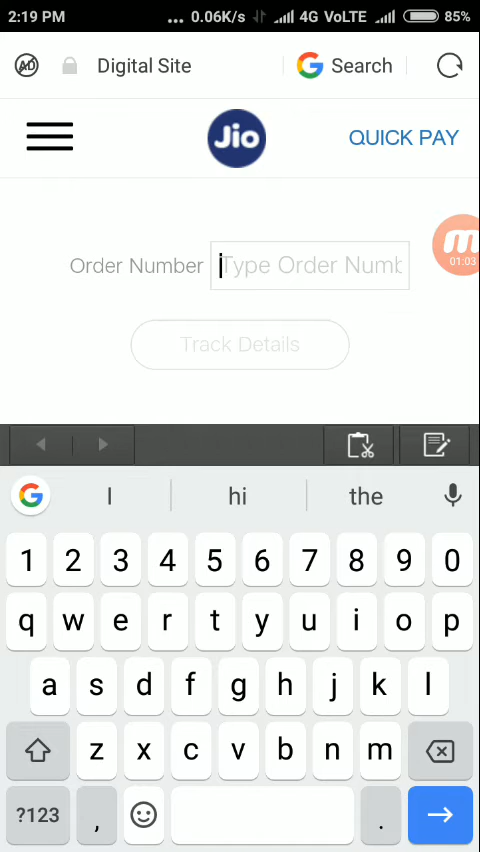 2:19 PM ... 0.06K/s 4G VoLTE 85%
AD Digital Site G Search
Jio QUICK PAY
m 01:03
Order Number Type Order Numb
Track Details
G I hi the
1 2 3 4 5 6 7 8 9 0
q w e r t y u i o p
a s d f g h j k l
z x c v b n m
?123 , .